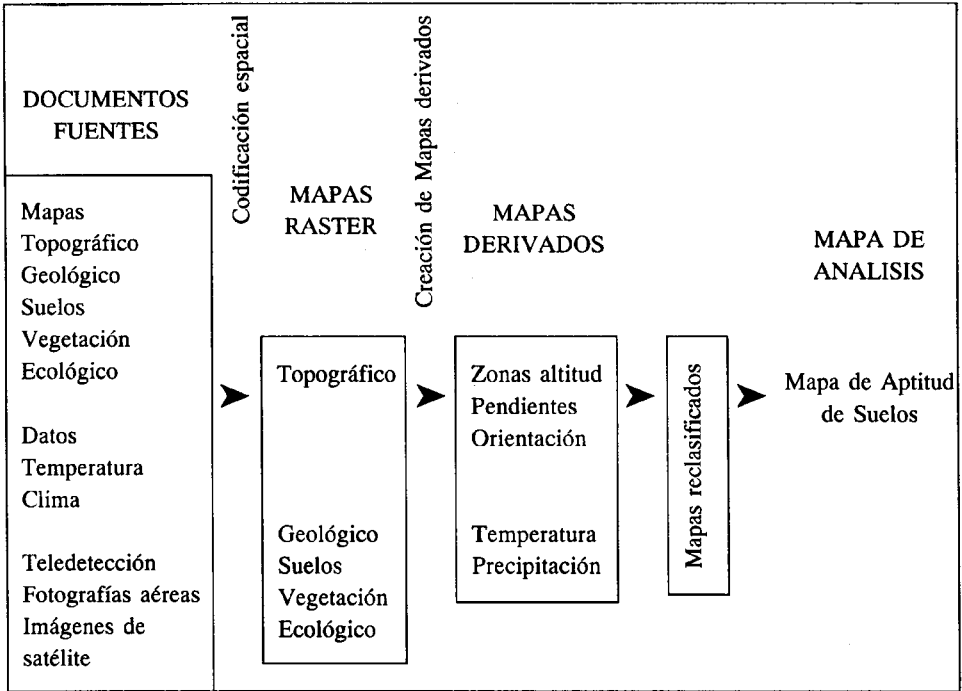 DOCUMENTOS
FUENTES
Mapas
Topográfico
Geológico
Suelos
Vegetación
Ecológico
Datos
Temperatura
Clima
Teledetección
Fotografías aéreas
Imágenes de
satélite
Codificación espacial
MAPAS
RASTER
Topográfico
Geológico
Suelos
Vegetación
Ecológico
Creación de Mapas derivados
MAPAS
DERIVADOS
Zonas altitud
Pendientes
Orientación
Temperatura
Precipitación
Mapas reclasificados
MAPA DE
ANALISIS
Mapa de Aptitud
de Suelos